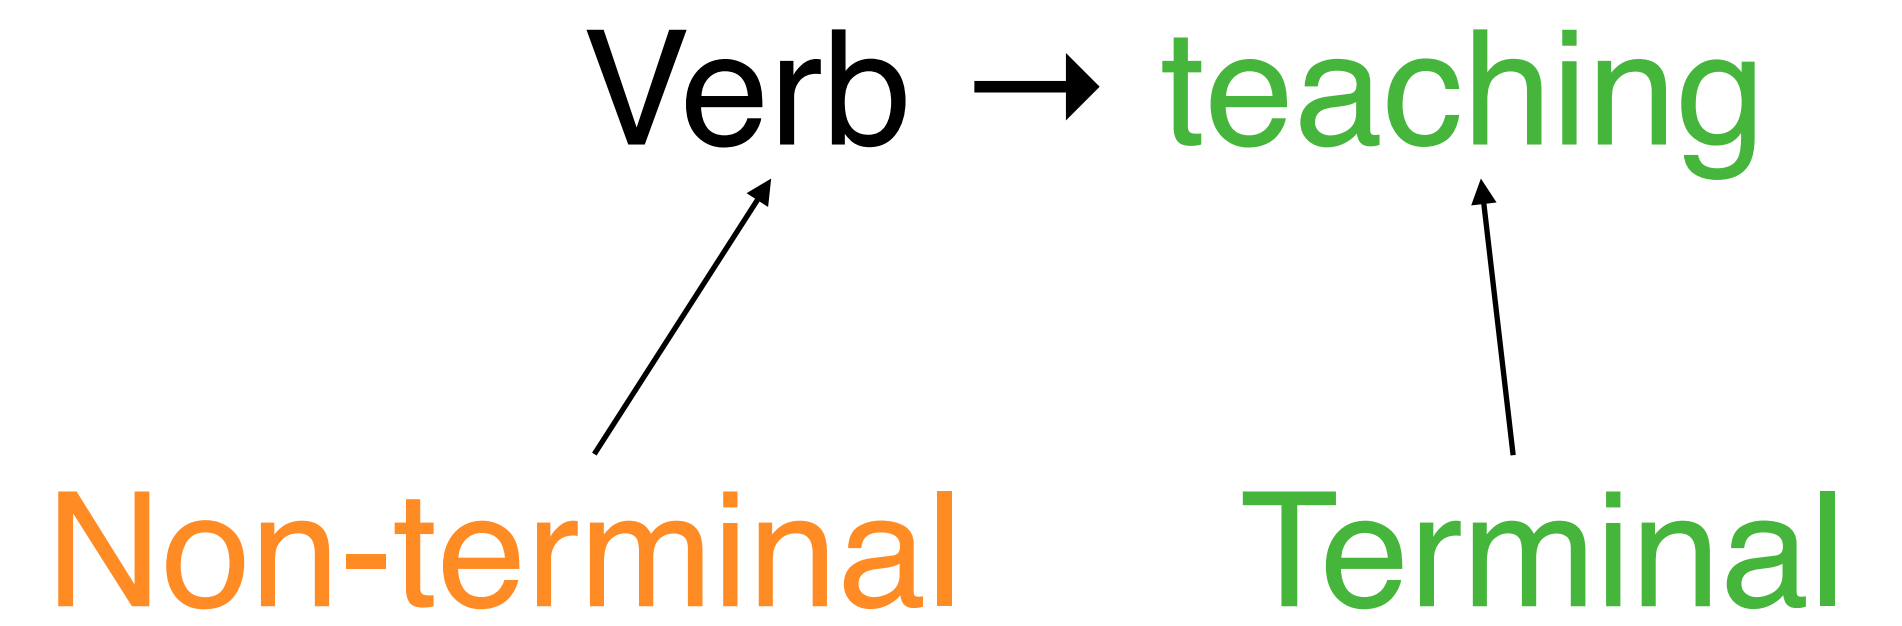 Verb → teaching
Non-terminal Terminal